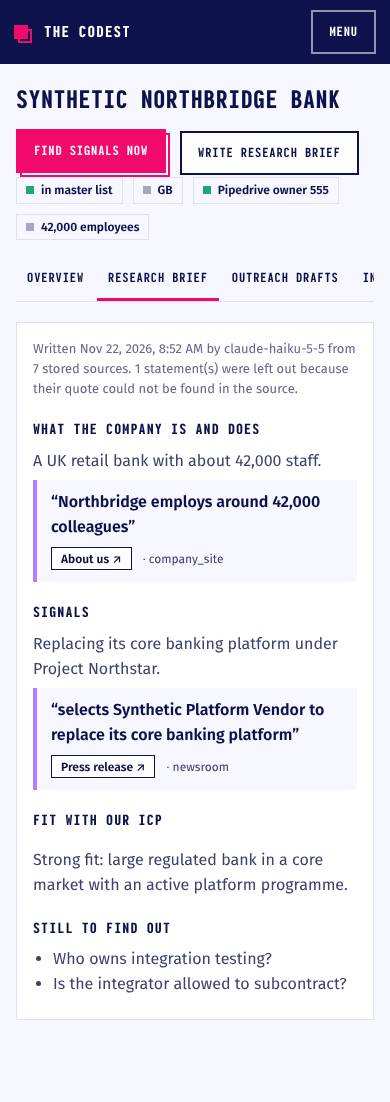 THE CODEST
MENU
SYNTHETIC NORTHBRIDGE BANK
FIND SIGNALS NOW
WRITE RESEARCH BRIEF
in master list
GB
Pipedrive owner 555
42,000 employees
OVERVIEW
RESEARCH BRIEF
OUTREACH DRAFTS
Written Nov 22, 2026, 8:52 AM by claude-haiku-5-5 from
7 stored sources. 1 statement(s) were left out because
their quote could not be found in the source.
WHAT THE COMPANY IS AND DOES
A UK retail bank with about 42,000 staff.
“Northbridge employs around 42,000
colleagues”
About us ↗ · company_site
SIGNALS
Replacing its core banking platform under
Project Northstar.
“selects Synthetic Platform Vendor to
replace its core banking platform”
Press release ↗ · newsroom
FIT WITH OUR ICP
Strong fit: large regulated bank in a core
market with an active platform programme.
STILL TO FIND OUT
• Who owns integration testing?
• Is the integrator allowed to subcontract?